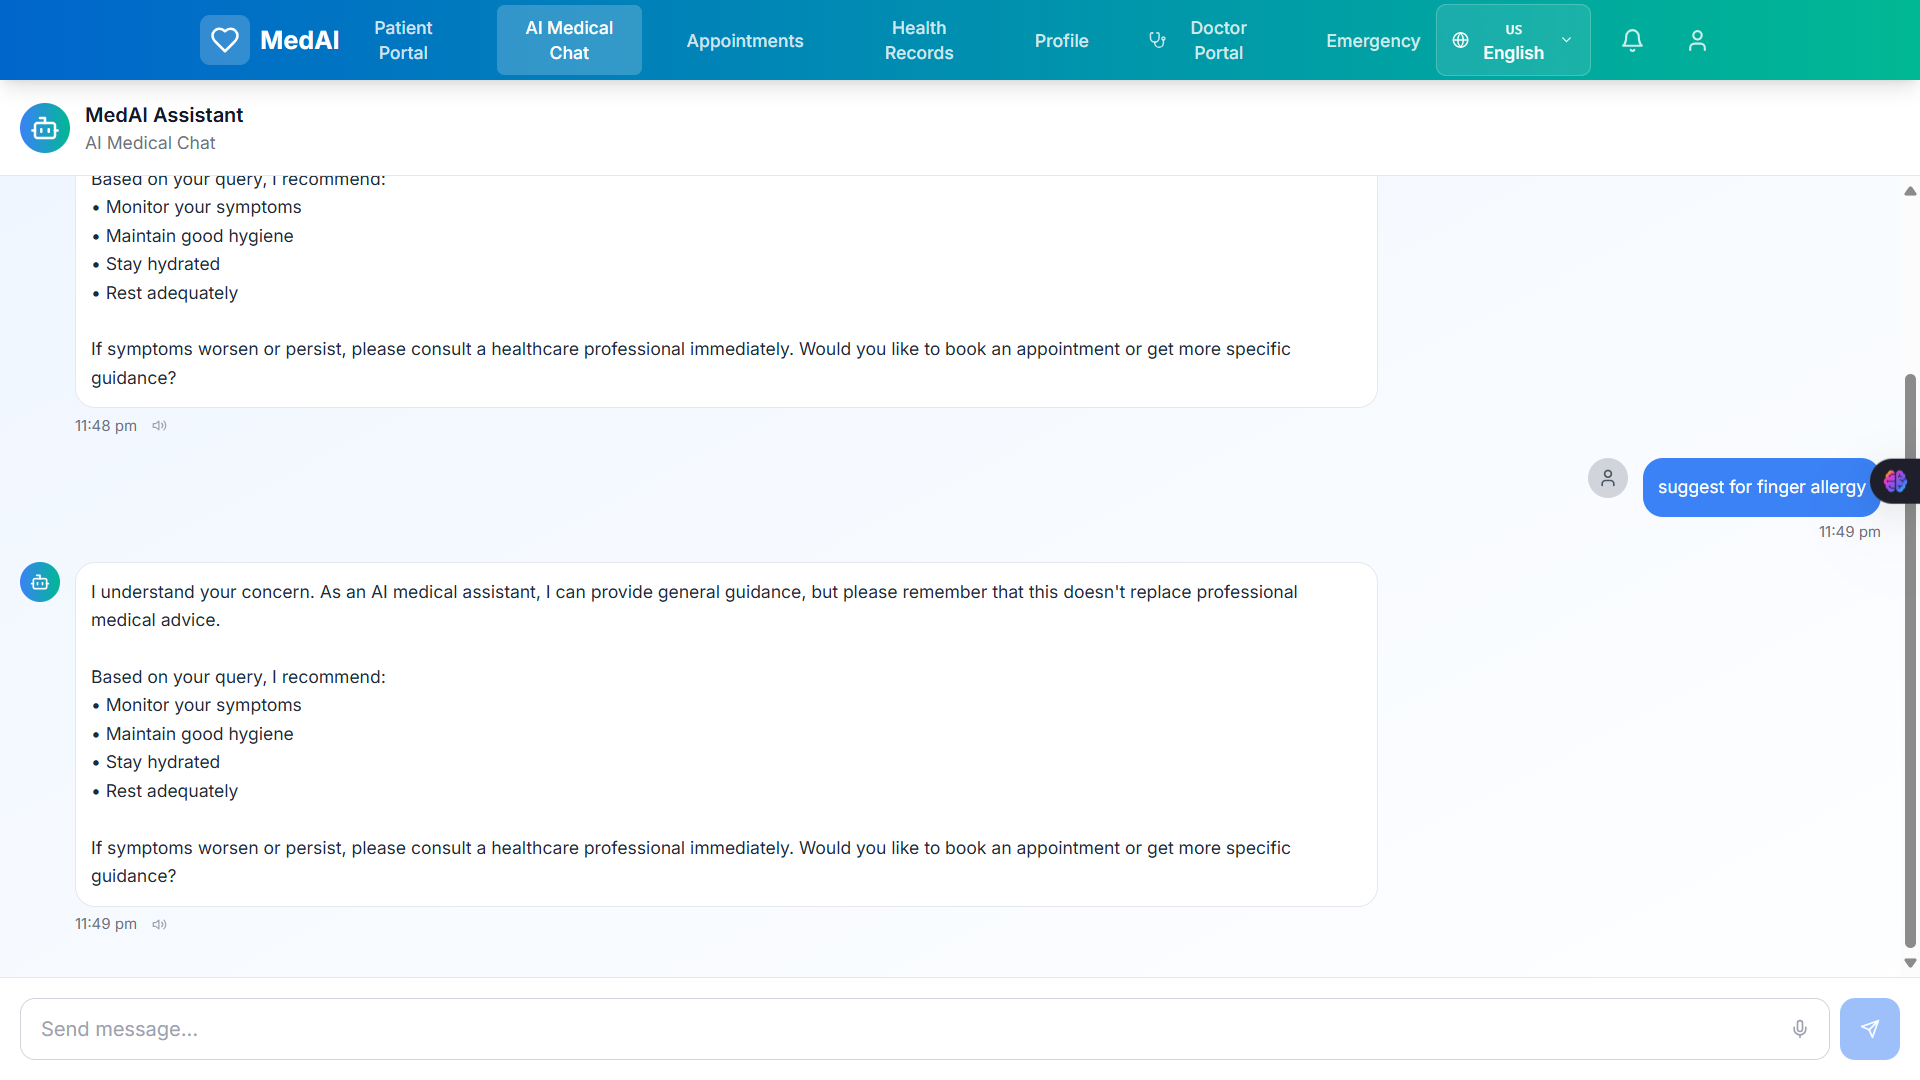 MedAI
Patient
Portal
AI Medical
Chat
Appointments
Health
Records
Profile
Doctor
Portal
Emergency
US
English
MedAI Assistant
AI Medical Chat
Based on your query, I recommend:
• Monitor your symptoms
• Maintain good hygiene
• Stay hydrated
• Rest adequately
If symptoms worsen or persist, please consult a healthcare professional immediately. Would you like to book an appointment or get more specific
guidance?
11:48 pm
suggest for finger allergy
11:49 pm
I understand your concern. As an AI medical assistant, I can provide general guidance, but please remember that this doesn't replace professional
medical advice.
Based on your query, I recommend:
• Monitor your symptoms
• Maintain good hygiene
• Stay hydrated
• Rest adequately
If symptoms worsen or persist, please consult a healthcare professional immediately. Would you like to book an appointment or get more specific
guidance?
11:49 pm
Send message...